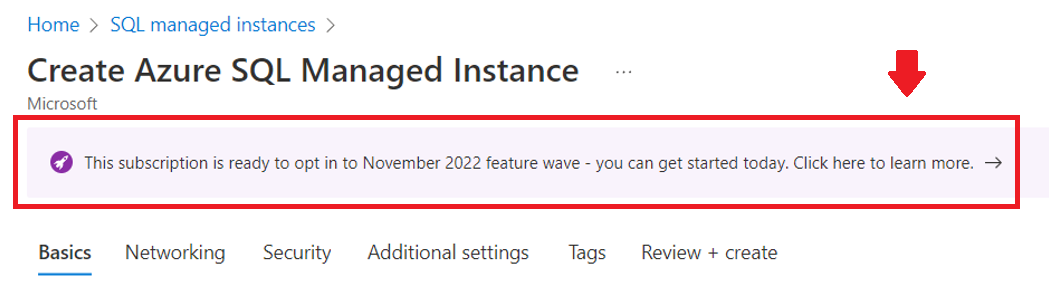 Home > SQL managed instances >
Create Azure SQL Managed Instance ...
Microsoft
This subscription is ready to opt in to November 2022 feature wave - you can get started today. Click here to learn more. →
Basics Networking Security Additional settings Tags Review + create